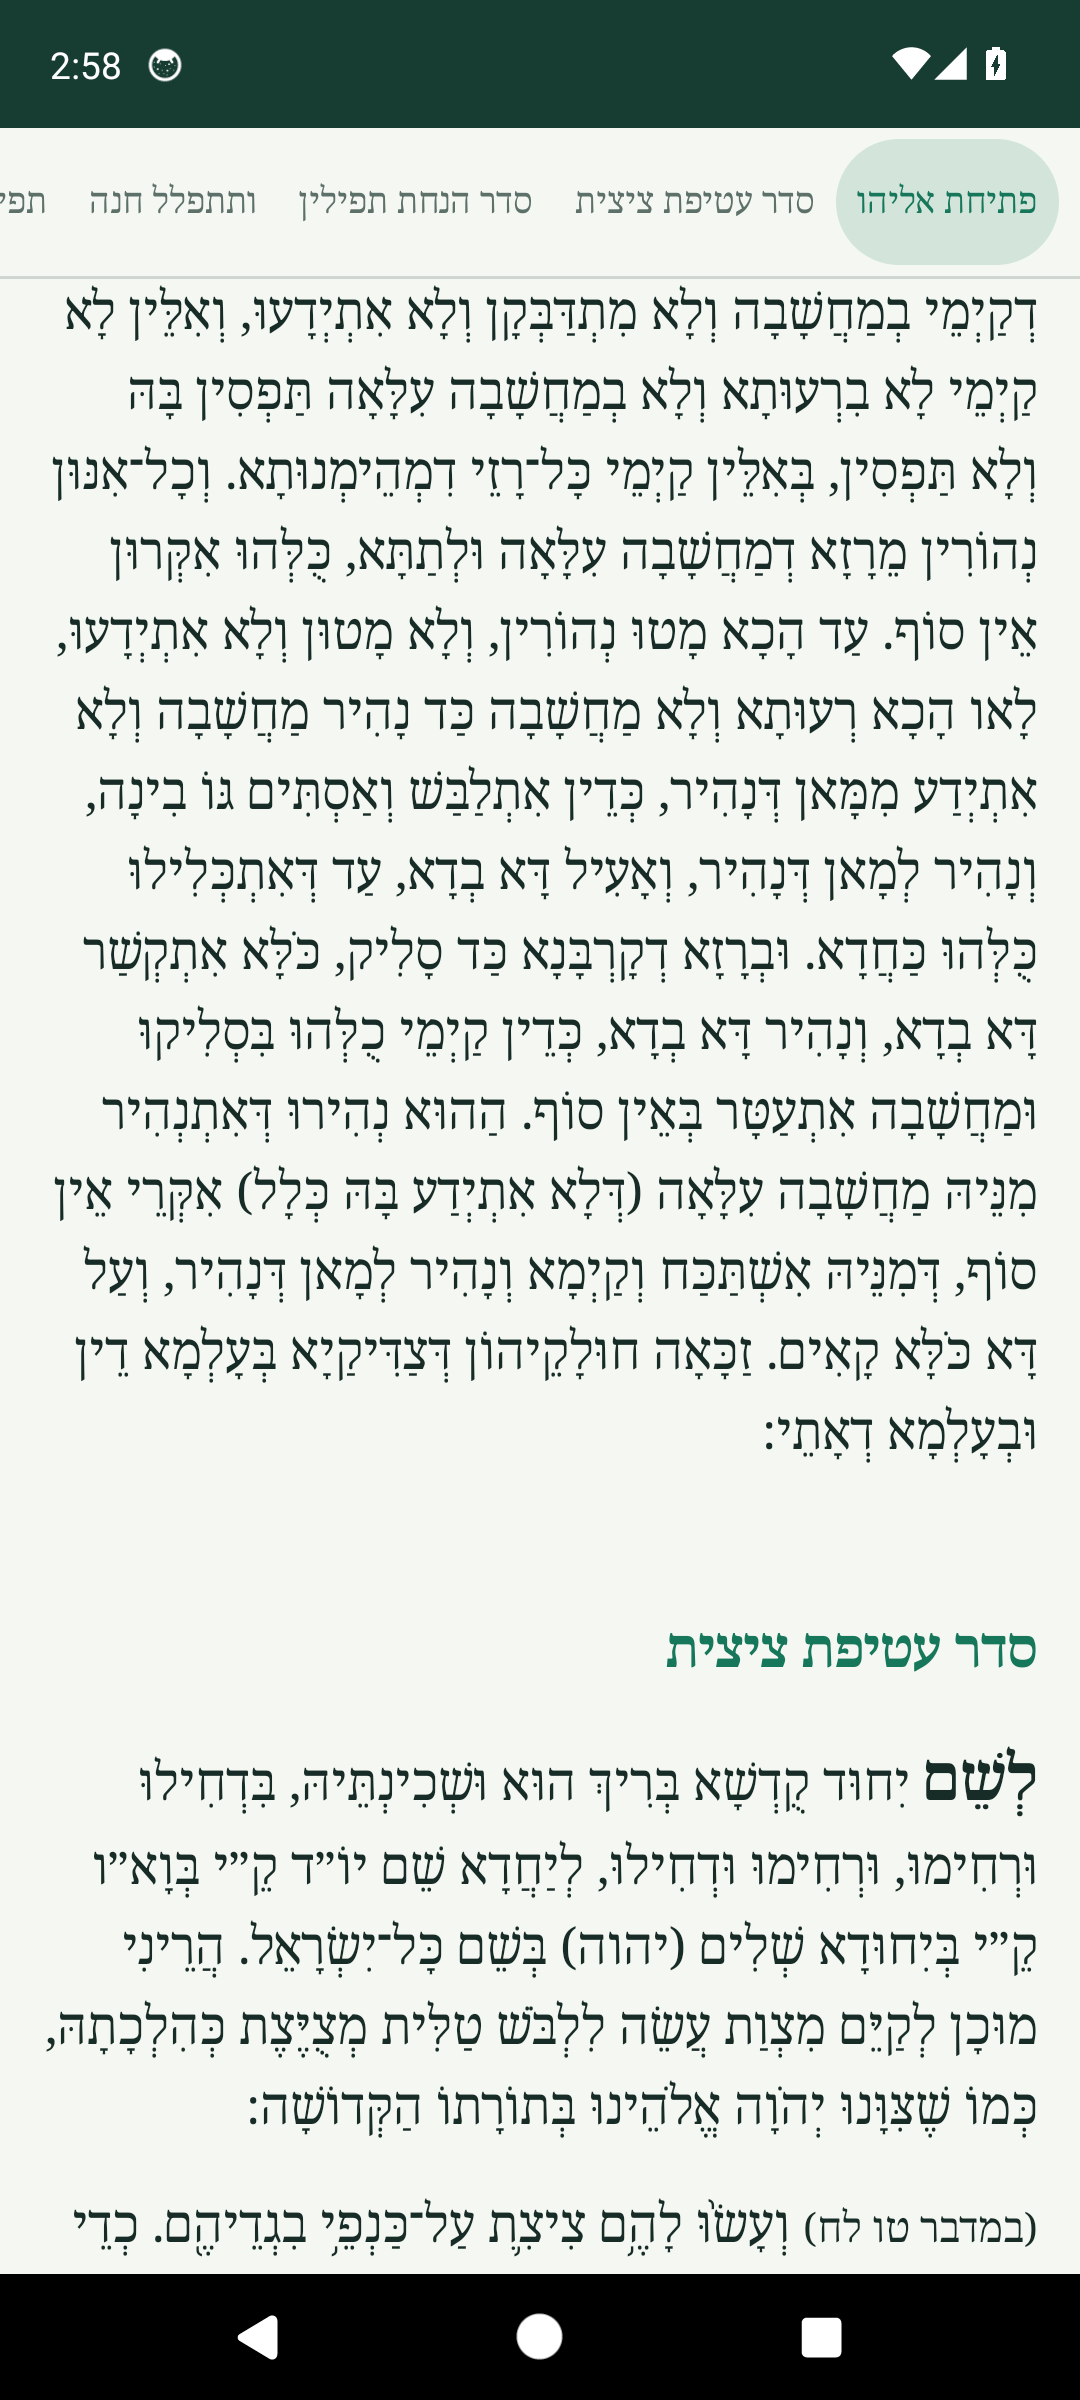 2:58
פתיחת אליהו סדר עטיפת ציצית סדר הנחת תפילין ותתפלל חנה תפי
דְקַיְמֵי בְמַחֲשָׁבָה וְלָא מִתְדַּבְּקָן וְלָא אִתְיְדָעוּ, וְאִלֵּין לָא
קַיְמֵי לָא בִרְעוּתָא וְלָא בְמַחֲשָׁבָה עִלָּאָה תַּפְסִין בָּהּ
וְלָא תַּפְסִין, בְּאִלֵּין קַיְמֵי כָּל־רָזֵי דִמְהֵימְנוּתָא. וְכָל־אִנּוּן
נְהוֹרִין מֵרָזָא דְמַחֲשָׁבָה עִלָּאָה וּלְתַתָּא, כֻּלְּהוּ אִקְּרוּן
אֵין סוֹף. עַד הָכָא מָטוּ נְהוֹרִין, וְלָא מָטוּן וְלָא אִתְיְדָעוּ,
לָאו הָכָא רְעוּתָא וְלָא מַחֲשָׁבָה כַּד נָהִיר מַחֲשָׁבָה וְלָא
אִתְיְדַע מִמָּאן דְּנָהִיר, כְּדֵין אִתְלַבַּשׁ וְאַסְתִּים גּוֹ בִינָה,
וְנָהִיר לְמָאן דְּנָהִיר, וְאָעִיל דָּא בְדָא, עַד דְּאִתְכְּלִילוּ
כֻּלְּהוּ כַּחֲדָא. וּבְרָזָא דְקָרְבָּנָא כַּד סָלִיק, כֹּלָּא אִתְקְשַׁר
דָּא בְדָא, וְנָהִיר דָּא בְדָא, כְּדֵין קַיְמֵי כֻלְּהוּ בִּסְלִיקוּ
וּמַחֲשָׁבָה אִתְעַטָּר בְּאֵין סוֹף. הַהוּא נְהִירוּ דְּאִתְנְהִיר
מִנֵּיהּ מַחֲשָׁבָה עִלָּאָה (דְּלָא אִתְיְדַע בָּהּ כְּלָל) אִקְּרֵי אֵין
סוֹף, דְּמִנֵּיהּ אִשְׁתַּכַּח וְקַיְמָא וְנָהִיר לְמָאן דְּנָהִיר, וְעַל
דָּא כֹּלָּא קָאִים. זַכָּאָה חוּלָקֵיהוֹן דְּצַדִּיקַיָא בְּעָלְמָא דֵין
וּבְעָלְמָא דְאָתֵי:
סדר עטיפת ציצית
לְשֵׁם יִחוּד קֻדְשָׁא בְּרִיךְ הוּא וּשְׁכִינְתֵּיהּ, בִּדְחִילוּ
וּרְחִימוּ, וּרְחִימוּ וּדְחִילוּ, לְיַחֲדָא שֵׁם יוֹ״ד קֵ״י בְּוָא״ו
קֵ״י בְּיִחוּדָא שְׁלִים (יהוה) בְּשֵׁם כָּל־יִשְׂרָאֵל. הֲרֵינִי
מוּכָן לְקַיֵּם מִצְוַת עֲשֵׂה לִלְבֹּשׁ טַלִּית מְצֻיֶּצֶת כְּהִלְכָתָהּ,
כְּמוֹ שֶׁצִּוָּנוּ יְהֹוָה אֱלֹהֵינוּ בְּתוֹרָתוֹ הַקְּדוֹשָׁה:
(במדבר טו לח) וְעָשׂ֨וּ לָהֶ֥ם צִיצִ֛ת עַל־כַּנְפֵ֥י בִגְדֵיהֶ֖ם. כְּדֵי